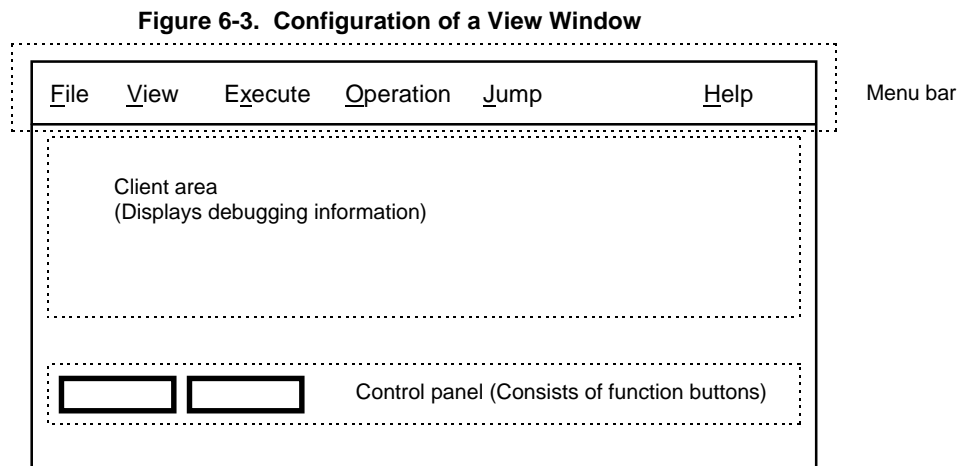 Figure 6-3. Configuration of a View Window
File View Execute Operation Jump Help
Menu bar
Client area
(Displays debugging information)
Control panel (Consists of function buttons)